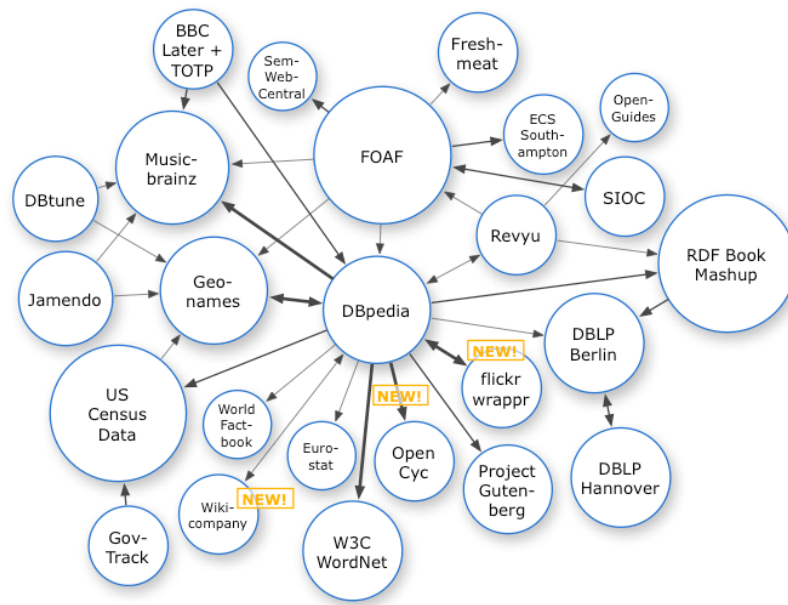 BBC
Later +
TOTP
Sem-
Web-
Central
Fresh-
meat
FOAF
ECS
South-
ampton
Open-
Guides
Music-
brainz
DBtune
SIOC
Revyu
RDF Book
Mashup
Jamendo
Geo-
names
DBpedia
DBLP
Berlin
NEW!
flickr
wrappr
US
Census
Data
World
Fact-
book
NEW!
Euro-
stat
Open
Cyc
Project
Guten-
berg
DBLP
Hannover
NEW!
Wiki-
company
Gov-
Track
W3C
WordNet